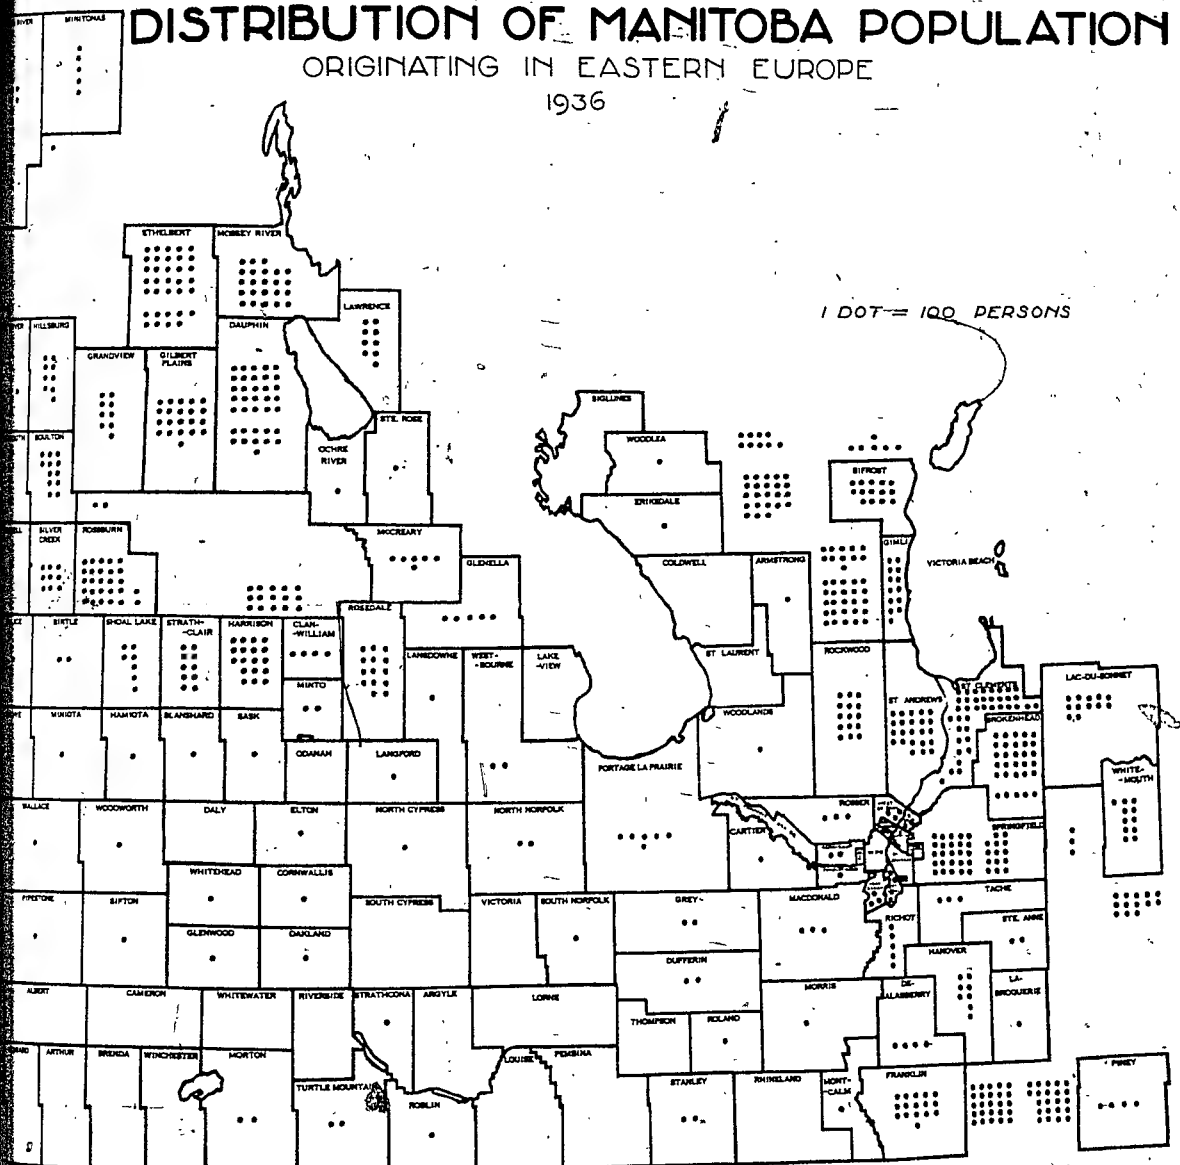 DISTRIBUTION OF MANITOBA POPULATION
ORIGINATING IN EASTERN EUROPE
1936
MINITONAS
ETHELBERT
MOSSEY RIVER
LAWRENCE
1 DOT = 100 PERSONS
HILLSBURG
DAUPHIN
GRANDVIEW
GILBERT
PLAINS
STE. ROSE
OCHRE
RIVER
SIGLUNES
WOODLEA
BIFROST
BOULTON
ERIKSDALE
SILVER
CREEK
ROSSBURN
MCCREARY
GLENELLA
COLDWELL
ARMSTRONG
GIMLI
VICTORIA BEACH
BIRTLE
SHOAL LAKE
STRATH-
-CLAIR
HARRISON
CLAN-
-WILLIAM
ROSEDALE
LANSDOWNE
WEST-
-BOURNE
LAKE
-VIEW
ST LAURENT
ROCKWOOD
MINTO
ST ANDREWS
ST CLEMENTS
LAC-DU-BONNET
MINIOTA
HAMIOTA
BLANSHARD
SASK
WOODLANDS
BROKENHEAD
ODANAH
LANGFORD
PORTAGE LA PRAIRIE
WHITE-
-MOUTH
WALLACE
WOODWORTH
DALY
ELTON
NORTH CYPRESS
NORTH NORFOLK
ROSSER
CARTIER
SPRINGFIELD
WHITEHEAD
CORNWALLIS
PIPESTONE
SIFTON
SOUTH CYPRESS
VICTORIA
SOUTH NORFOLK
GREY
MACDONALD
TACHE
RICHOT
STE. ANNE
GLENWOOD
OAKLAND
HANOVER
DUFFERIN
ALBERT
CAMERON
WHITEWATER
RIVERSIDE
STRATHCONA
ARGYLE
LORNE
MORRIS
DE-
SALABERRY
LA-
BROQUERIE
THOMPSON
ROLAND
ARTHUR
BRENDA
WINCHESTER
MORTON
LOUISE
PEMBINA
TURTLE MOUNTAIN
ROBLIN
STANLEY
RHINELAND
MONT-
-CALM
FRANKLIN
PINEY